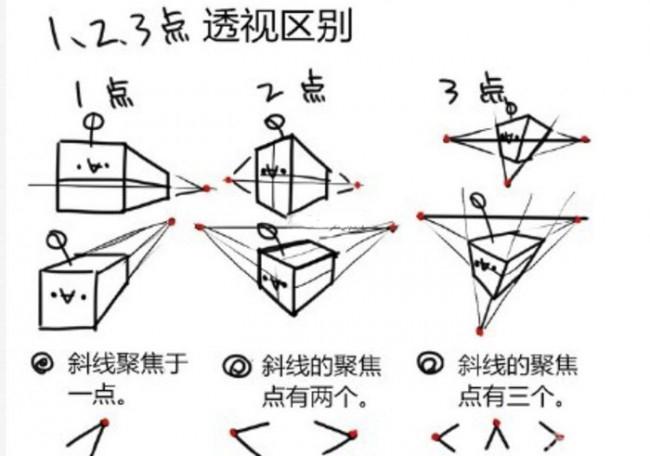 1、2、3点 透视区别
1点
2点
3点
斜线聚焦于
一点。
斜线的聚焦
点有两个。
斜线的聚焦
点有三个。